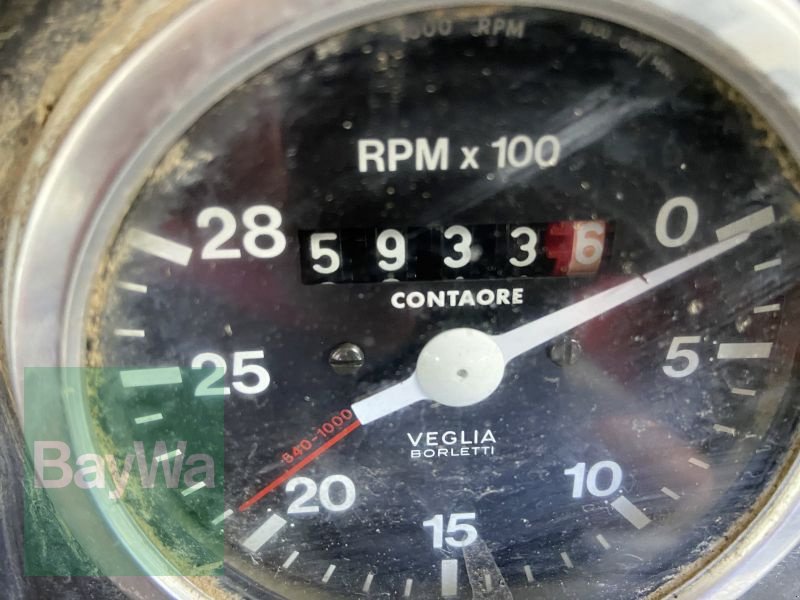 RPM
RPM x 100
28
5 9 3 3 6
0
CONTAORE
5
25
BayWa
540-1000
VEGLIA
BORLETTI
20
10
15